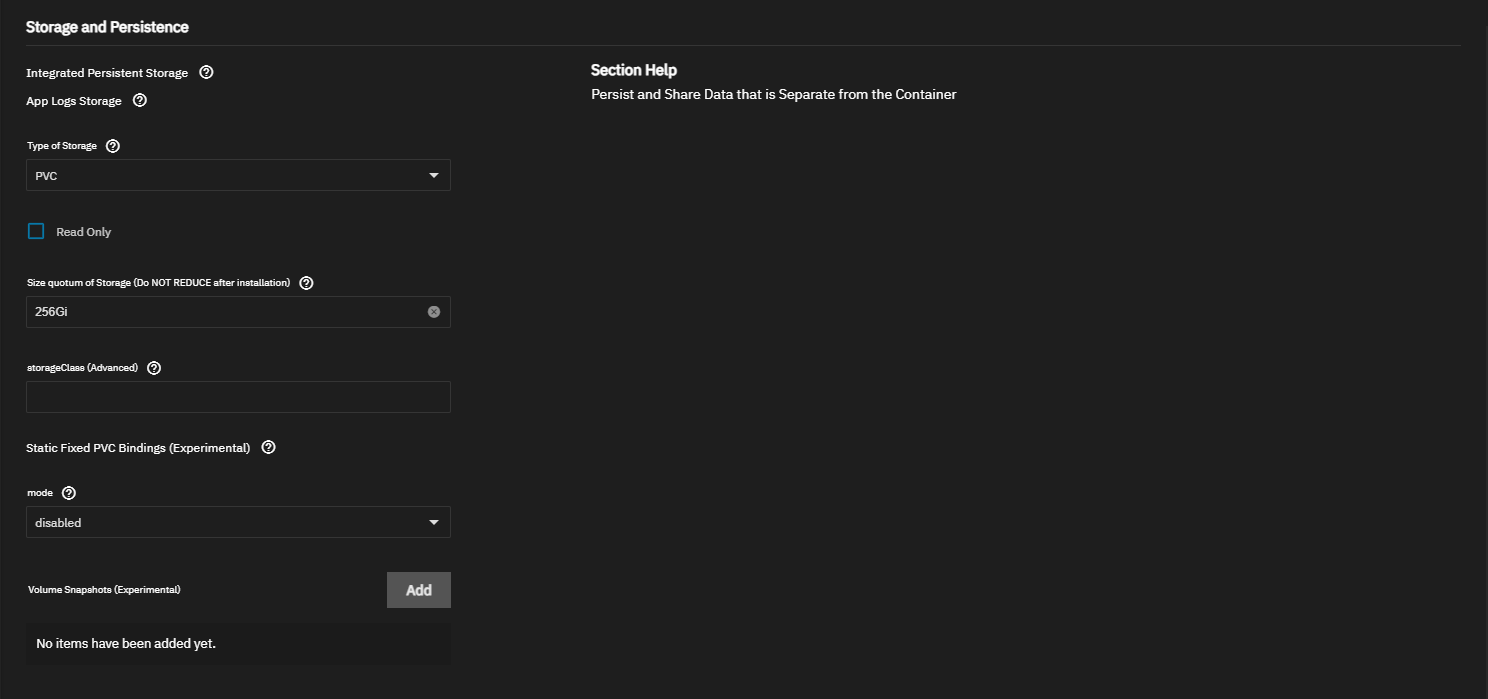 Storage and Persistence
Integrated Persistent Storage
App Logs Storage
Type of Storage
PVC
Read Only
Size quotum of Storage (Do NOT REDUCE after installation)
256Gi
storageClass (Advanced)
Static Fixed PVC Bindings (Experimental)
mode
disabled
Volume Snapshots (Experimental)
Add
No items have been added yet.
Section Help
Persist and Share Data that is Separate from the Container